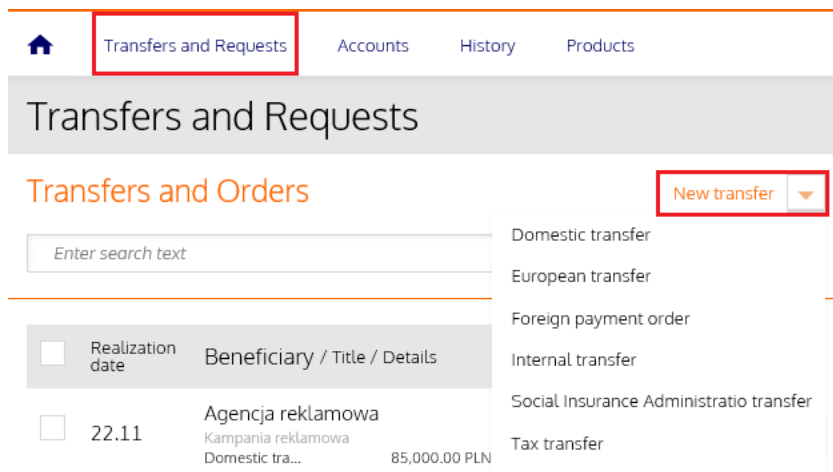 Transfers and Requests Accounts History Products
Transfers and Requests
Transfers and Orders
New transfer
Enter search text
Domestic transfer
European transfer
Foreign payment order
Internal transfer
Social Insurance Administratio transfer
Tax transfer
Realization
date
Beneficiary / Title / Details
22.11
Agencja reklamowa
Kampania reklamowa
Domestic tra... 85,000.00 PLN